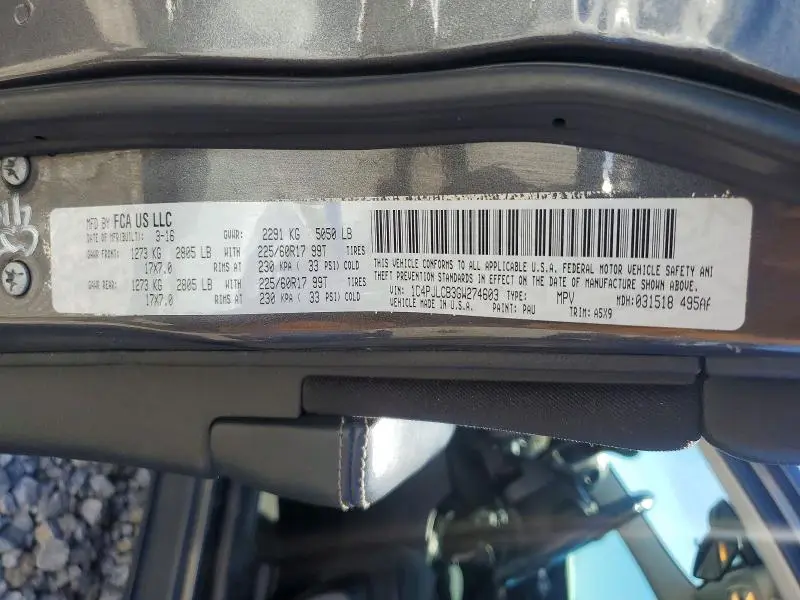 MFD BY FCA US LLC
DATE OF MFG(BUILT): 3-16 GVWR: 2291 KG 5050 LB
GAWR FRONT: 1273 KG 2805 LB WITH 225/60R17 99T TIRES
17X7.0 RIMS AT 230 KPA ( 33 PSI) COLD
GAWR REAR: 1273 KG 2805 LB WITH 225/60R17 99T TIRES
17X7.0 RIMS AT 230 KPA ( 33 PSI) COLD
THIS VEHICLE CONFORMS TO ALL APPLICABLE U.S.A. FEDERAL MOTOR VEHICLE SAFETY AN
THEFT PREVENTION STANDARDS IN EFFECT ON THE DATE OF MANUFACTURE SHOWN ABOVE.
VIN: 1C4PJLCB3GW274603 TYPE: MPV MDH:031518 495AF
MADE IN U.S.A. PAINT: PAU TRIM: A5X9